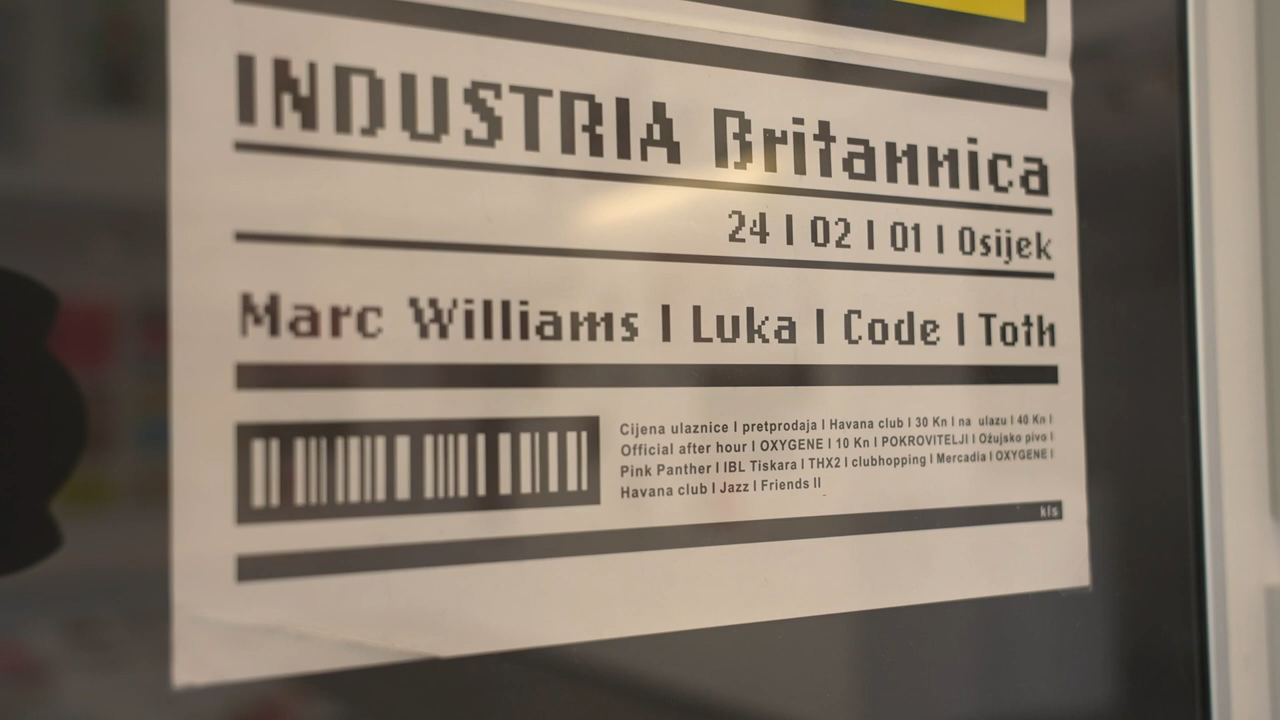 INDUSTRIA Britannica
24 I 02 I 01 I Osijek
Marc Williams I Luka I Code I Toth
Cijena ulaznice I pretprodaja I Havana club I 30 Kn I na ulazu I 40 Kn I
Official after hour I OXYGENE I 10 Kn I POKROVITELJI I Ožujsko pivo I
Pink Panther I IBL Tiskara I THX2 I clubhopping I Mercadia I OXYGENE I
Havana club I Jazz I Friends II
kls